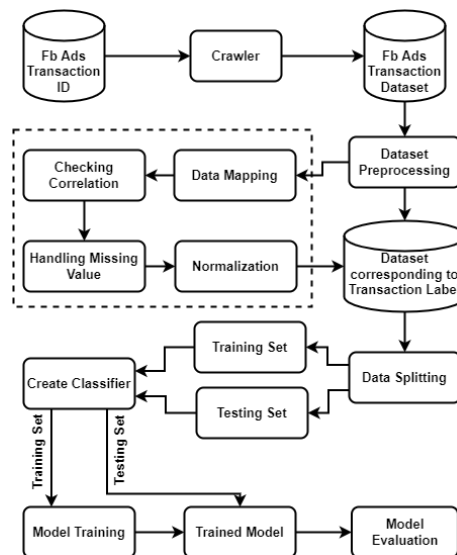 Fb Ads
Transaction
ID
Crawler
Fb Ads
Transaction
Dataset
Checking
Correlation
Data Mapping
Dataset
Preprocessing
Handling Missing
Value
Normalization
Dataset
corresponding to
Transaction Label
Training Set
Create Classifier
Data Splitting
Testing Set
Training Set
Testing Set
Model Training
Trained Model
Model
Evaluation